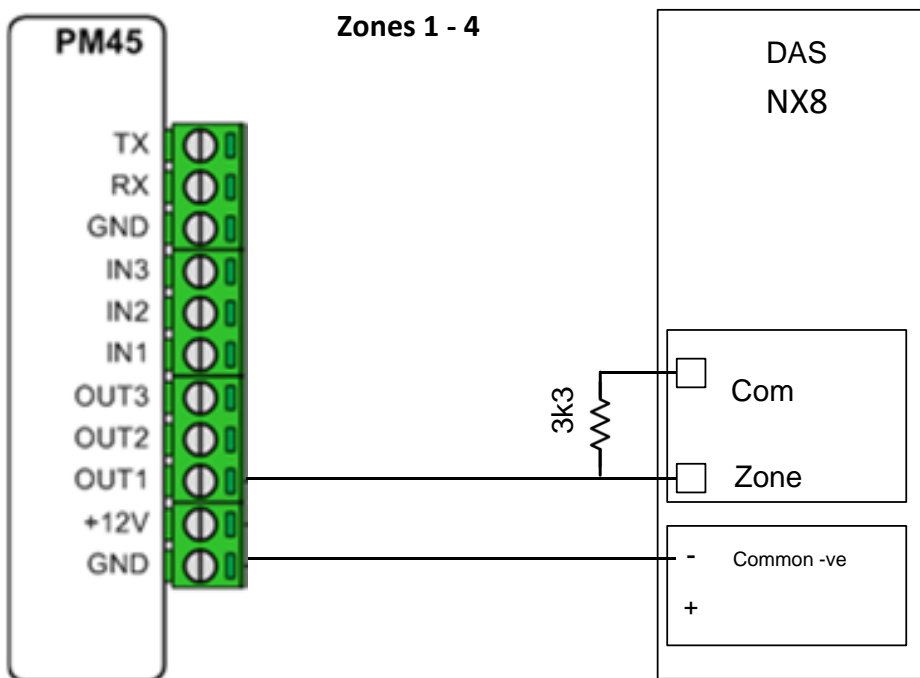 Zones 1 - 4
PM45
TX
RX
GND
IN3
IN2
IN1
OUT3
OUT2
OUT1
+12V
GND
3k3
DAS
NX8
Com
Zone
- Common -ve
+